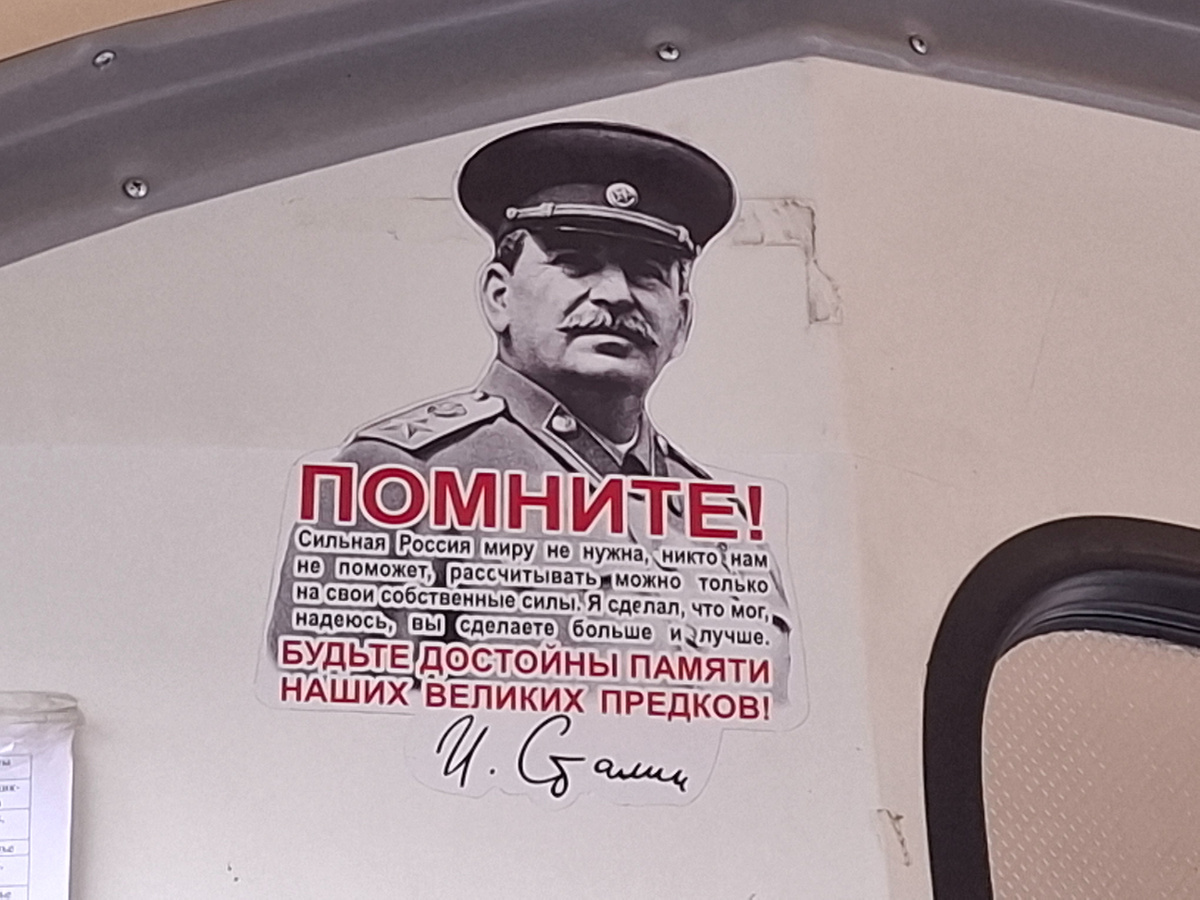 ПОМНИТЕ!
Сильная Россия миру не нужна, никто нам
не поможет, рассчитывать можно только
на свои собственные силы. Я сделал, что мог,
надеюсь, вы сделаете больше и лучше.
БУДЬТЕ ДОСТОЙНЫ ПАМЯТИ
НАШИХ ВЕЛИКИХ ПРЕДКОВ!
И. Сталин